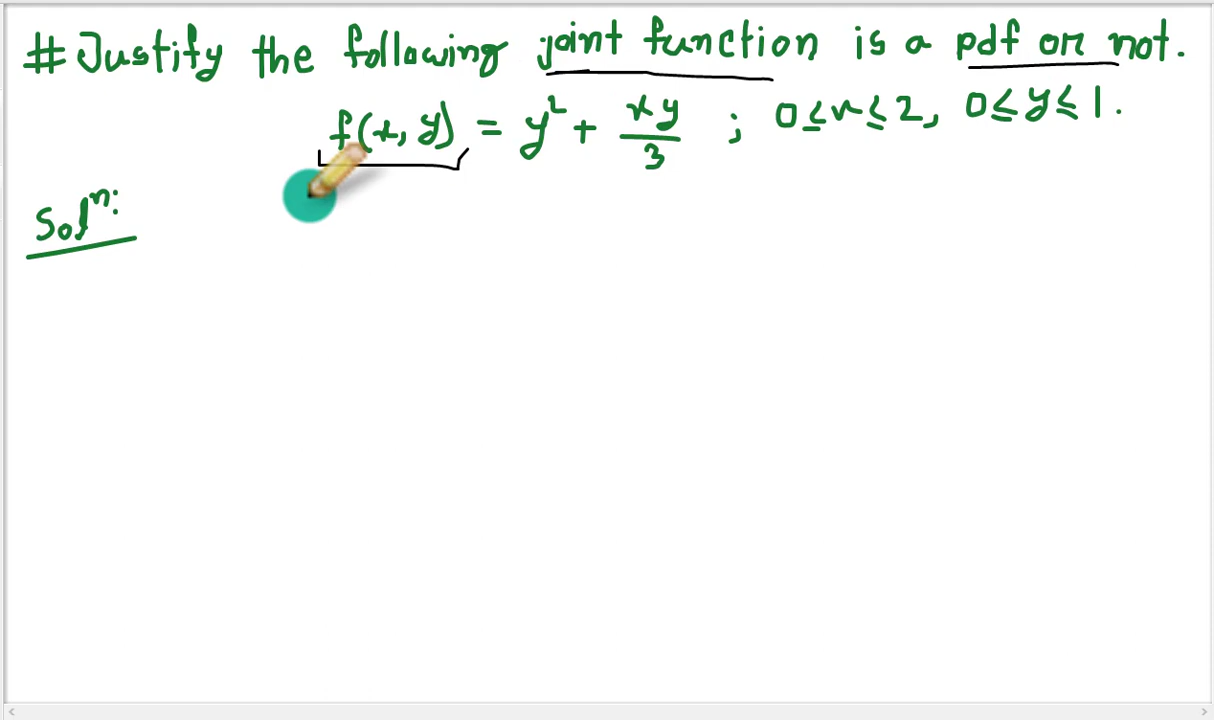 # Justify the following joint function is a pdf or not.
f(x, y) = y² + xy/3 ; 0≤x≤2, 0≤y≤1.
Solⁿ: